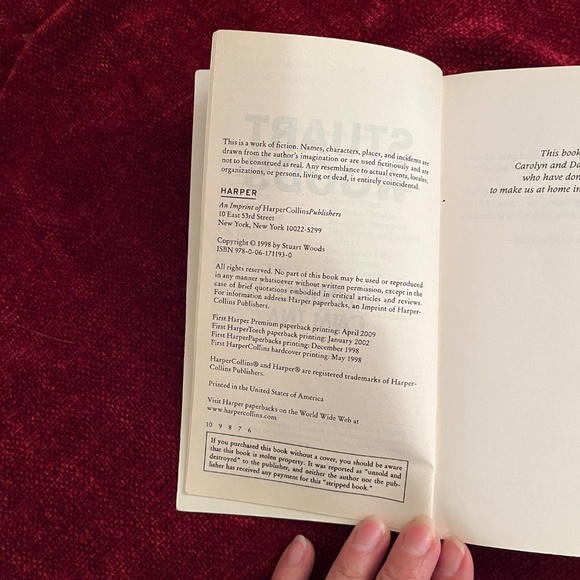 This is a work of fiction. Names, characters, places, and incidents are
drawn from the author's imagination or are used fictitiously and are
not to be construed as real. Any resemblance to actual events, locales,
organizations, or persons, living or dead, is entirely coincidental.
HARPER
An Imprint of HarperCollinsPublishers
10 East 53rd Street
New York, New York 10022-5299
Copyright © 1998 by Stuart Woods
ISBN 978-0-06-171193-0
All rights reserved. No part of this book may be used or reproduced
in any manner whatsoever without written permission, except in the
case of brief quotations embodied in critical articles and reviews.
For information address Harper paperbacks, an Imprint of Harper-
Collins Publishers.
First Harper Premium paperback printing: April 2009
First HarperTorch paperback printing: January 2002
First HarperPaperbacks printing: December 1998
First HarperCollins hardcover printing: May 1998
HarperCollins® and Harper® are registered trademarks of Harper-
Collins Publishers.
Printed in the United States of America
Visit Harper paperbacks on the World Wide Web at
www.harpercollins.com
10 9 8 7 6
If you purchased this book without a cover, you should be aware
that this book is stolen property. It was reported as "unsold and
destroyed" to the publisher, and neither the author nor the pub-
lisher has received any payment for this "stripped book."
This book
Carolyn and Da
who have don
to make us at home in